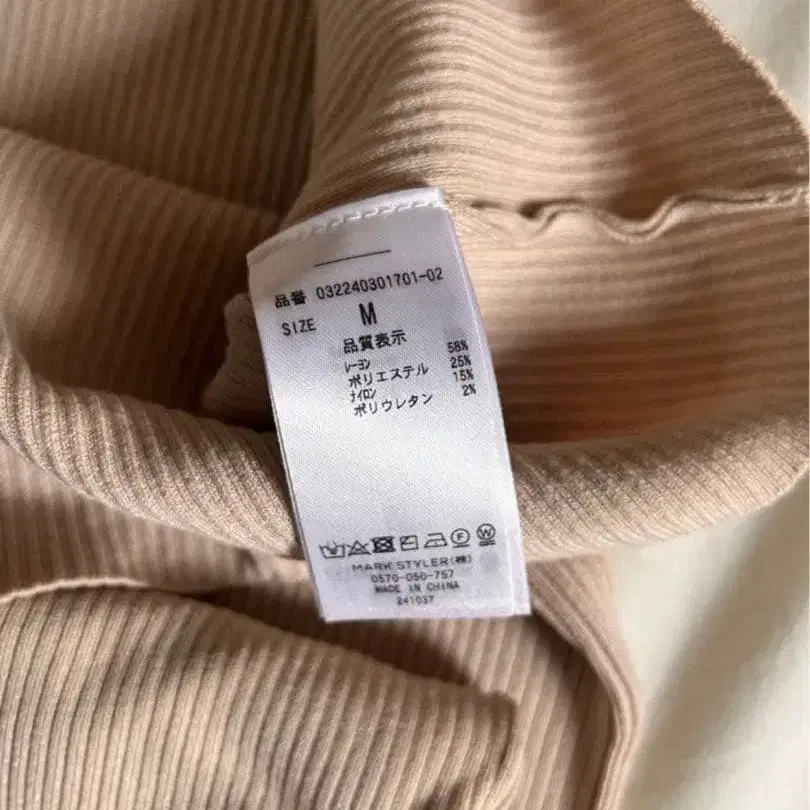 品番 032240301701-02
SIZE M
品質表示
レーヨン 58%
ポリエステル 25%
ナイロン 15%
ポリウレタン 2%
MARK STYLER(株)
0570-050-757
MADE IN CHINA
241037